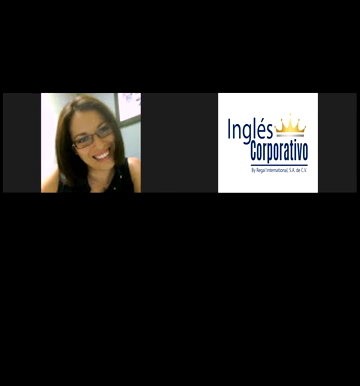 Inglés
Corporativo
By Regal International, S.A. de C.V.